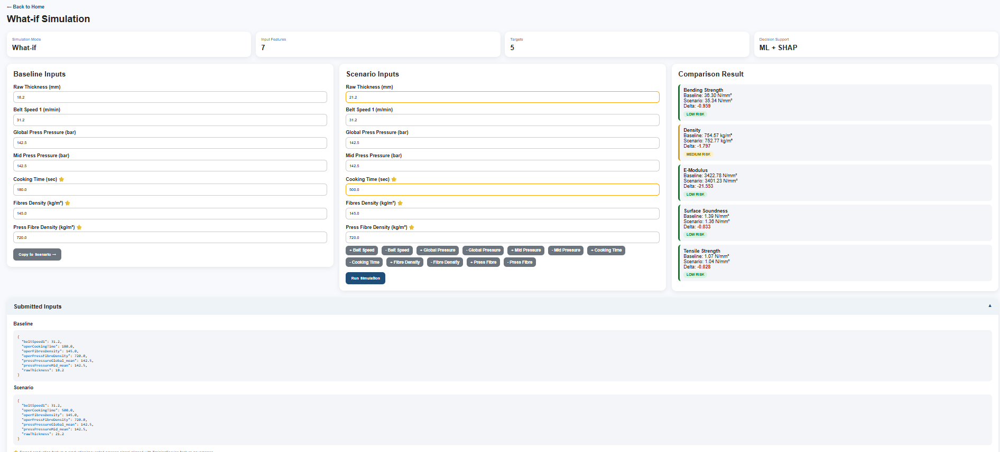 ← Back to Home
What-if Simulation
Simulation Mode
What-if
Input Features
7
Targets
5
Decision Support
ML + SHAP
Baseline Inputs
Raw Thickness (mm)
18.2
Belt Speed 1 (m/min)
31.2
Global Press Pressure (bar)
142.5
Mid Press Pressure (bar)
142.5
Cooking Time (sec) ⭐
180.0
Fibres Density (kg/m³) ⭐
145.0
Press Fibre Density (kg/m³) ⭐
720.0
Copy to Scenario →
Scenario Inputs
Raw Thickness (mm)
21.2
Belt Speed 1 (m/min)
31.2
Global Press Pressure (bar)
142.5
Mid Press Pressure (bar)
142.5
Cooking Time (sec) ⭐
500.0
Fibres Density (kg/m³) ⭐
145.0
Press Fibre Density (kg/m³) ⭐
720.0
+ Belt Speed - Belt Speed + Global Pressure - Global Pressure + Mid Pressure - Mid Pressure + Cooking Time
- Cooking Time + Fibre Density - Fibre Density + Press Fibre - Press Fibre
Run Simulation
Comparison Result
Bending Strength
Baseline: 36.30 N/mm²
Scenario: 35.34 N/mm²
Delta: -0.959
LOW RISK
Density
Baseline: 754.57 kg/m³
Scenario: 752.77 kg/m³
Delta: -1.797
MEDIUM RISK
E-Modulus
Baseline: 3422.78 N/mm²
Scenario: 3401.23 N/mm²
Delta: -21.553
LOW RISK
Surface Soundness
Baseline: 1.39 N/mm²
Scenario: 1.36 N/mm²
Delta: -0.033
LOW RISK
Tensile Strength
Baseline: 1.07 N/mm²
Scenario: 1.04 N/mm²
Delta: -0.028
LOW RISK
Submitted Inputs ▲
Baseline
{
"beltSpeed1": 31.2,
"operCookingTime": 180.0,
"operFibresDensity": 145.0,
"operPressFibreDensity": 720.0,
"pressPressureGlobal_mean": 142.5,
"pressPressureMid_mean": 142.5,
"rawThickness": 18.2
}
Scenario
{
"beltSpeed1": 31.2,
"operCookingTime": 500.0,
"operFibresDensity": 145.0,
"operPressFibreDensity": 720.0,
"pressPressureGlobal_mean": 142.5,
"pressPressureMid_mean": 142.5,
"rawThickness": 21.2
}